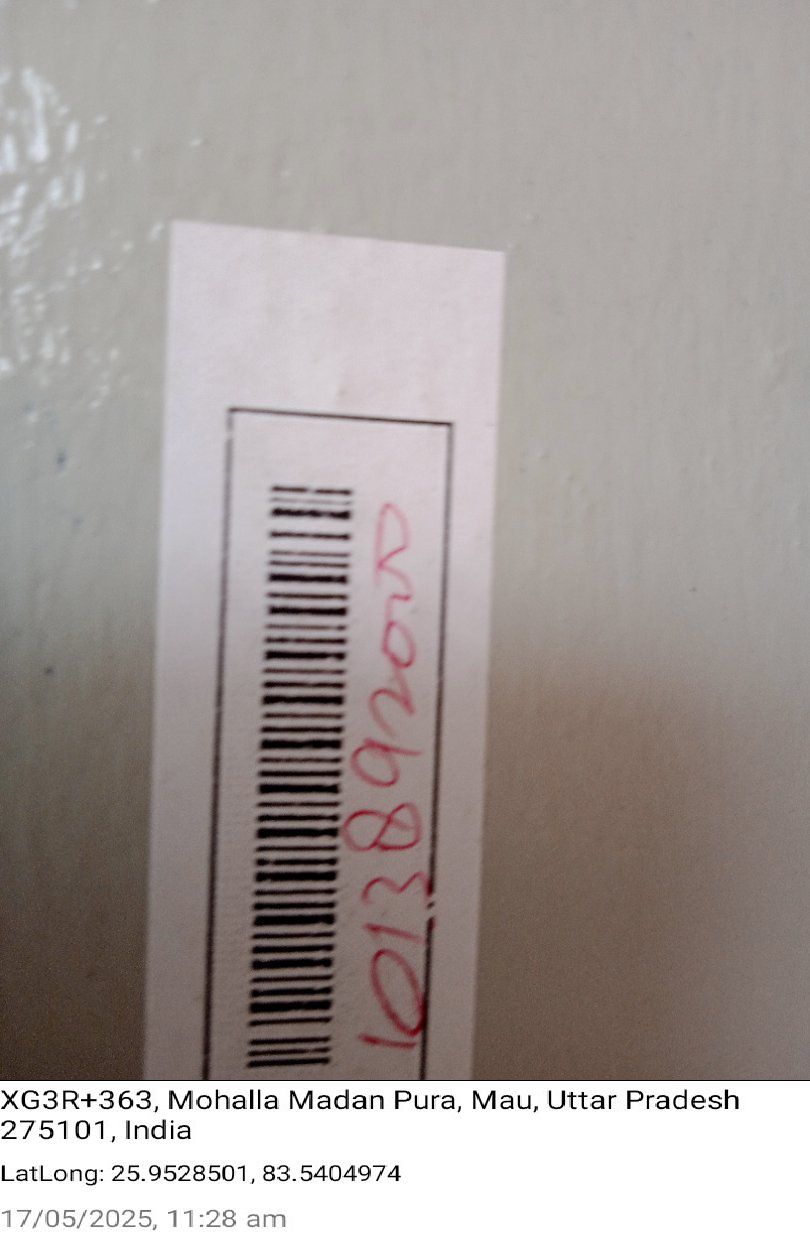 XG3R+363, Mohalla Madan Pura, Mau, Uttar Pradesh
275101, India
LatLong: 25.9528501, 83.5404974
17/05/2025, 11:28 am